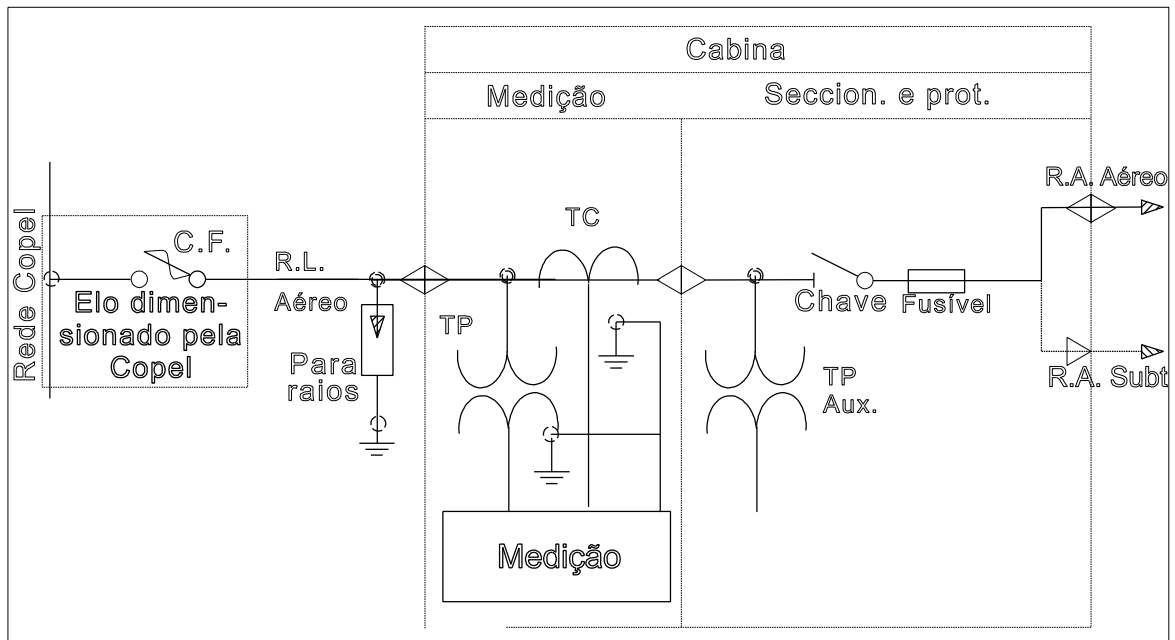 Cabina
Medição
Seccion. e prot.
Rede Copel
C.F.
Elo dimen-
sionado pela
Copel
R.L.
Aéreo
Para
raios
TP
TC
TP
Aux.
Chave
Fusível
R.A. Aéreo
R.A. Subt
Medição